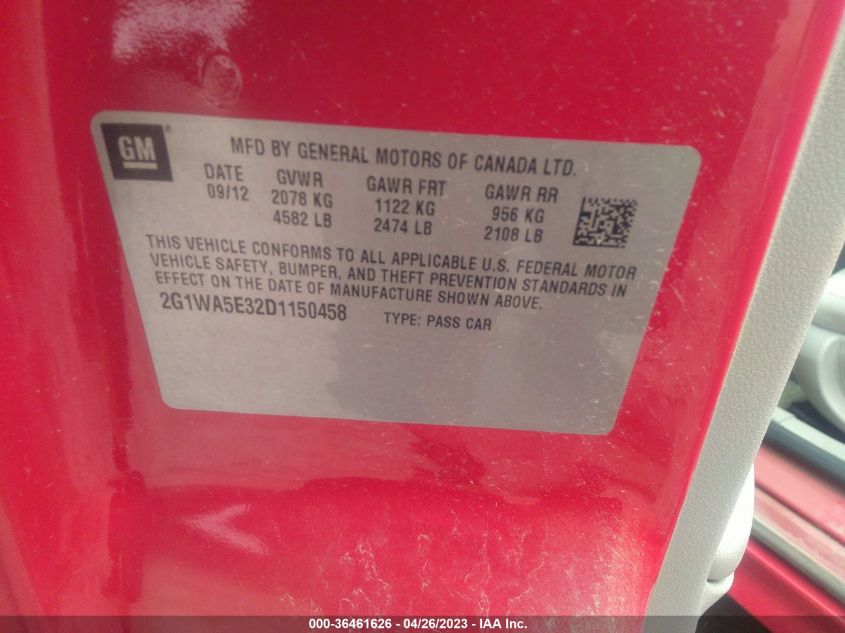 GM®
MFD BY GENERAL MOTORS OF CANADA LTD.
DATE GVWR GAWR FRT GAWR RR
09/12 2078 KG 1122 KG 956 KG
4582 LB 2474 LB 2108 LB
THIS VEHICLE CONFORMS TO ALL APPLICABLE U.S. FEDERAL MOTOR
VEHICLE SAFETY, BUMPER, AND THEFT PREVENTION STANDARDS IN
EFFECT ON THE DATE OF MANUFACTURE SHOWN ABOVE.
2G1WA5E32D1150458 TYPE: PASS CAR
000-36461626 - 04/26/2023 - IAA Inc.